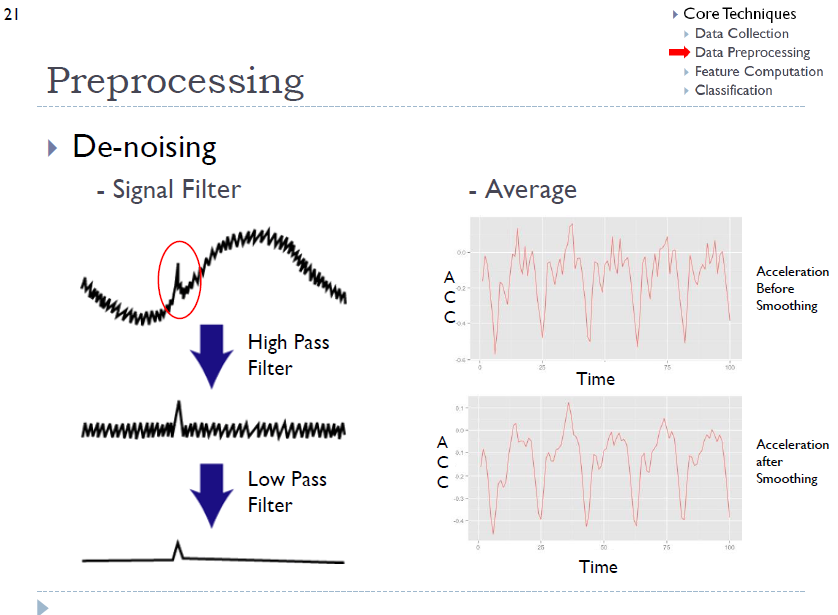 21
Core Techniques
Data Collection
Data Preprocessing
Feature Computation
Classification
Preprocessing
De-noising
- Signal Filter
High Pass
Filter
Low Pass
Filter
- Average
A
C
C
0.0
-0.2
-0.4
-0.6
0
25
50
75
100
Time
Acceleration
Before
Smoothing
A
C
C
0.1
0.0
-0.1
-0.2
-0.3
-0.4
0
25
50
75
100
Time
Acceleration
after
Smoothing